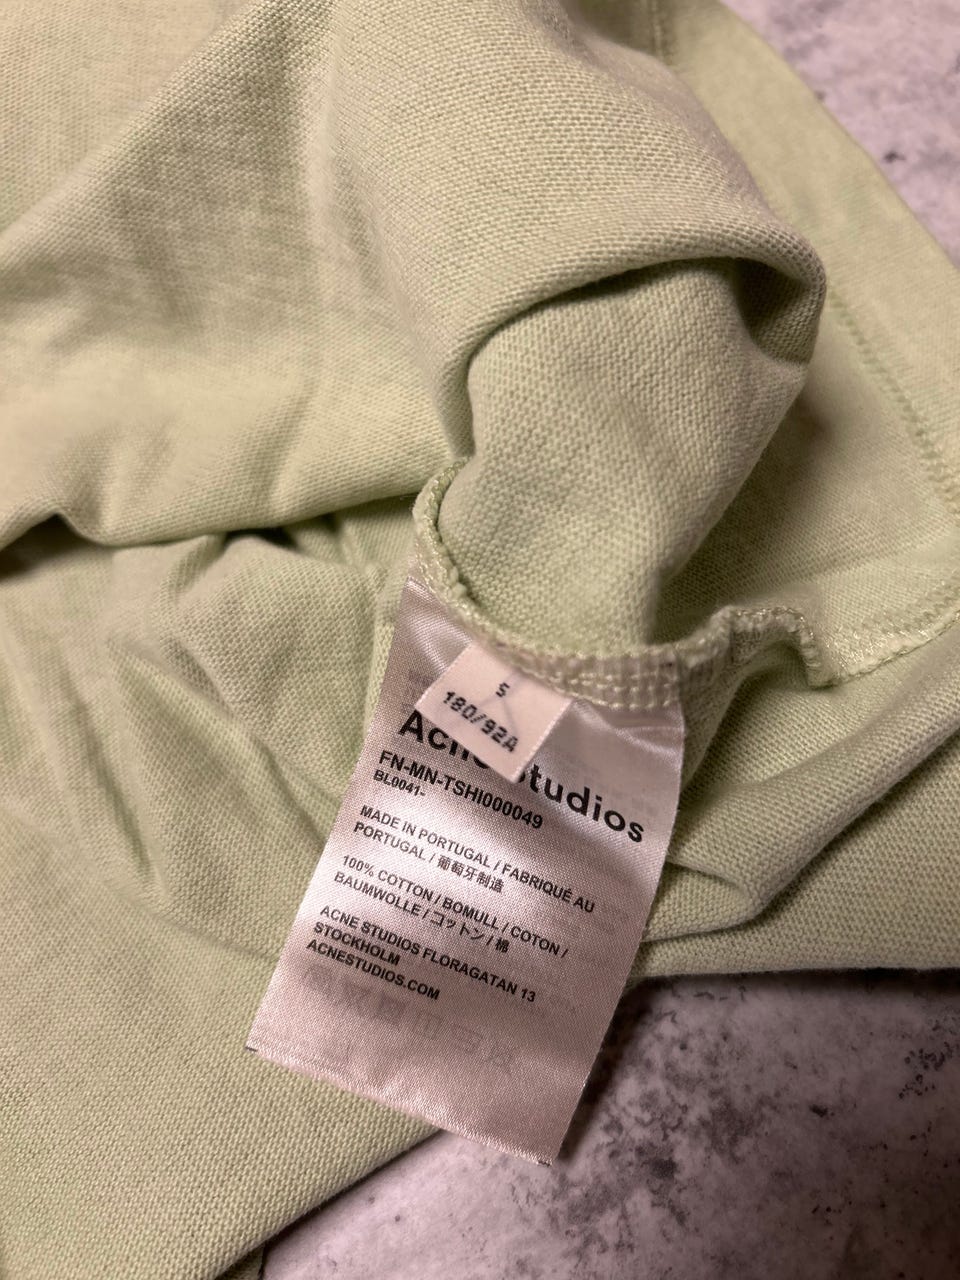 S
180/92A
Acne Studios
FN-MN-TSHI000049
BL0041-
MADE IN PORTUGAL / FABRIQUÉ AU
PORTUGAL / 葡萄牙制造
100% COTTON / BOMULL / COTON /
BAUMWOLLE / コットン / 棉
ACNE STUDIOS FLORAGATAN 13
STOCKHOLM
ACNESTUDIOS.COM